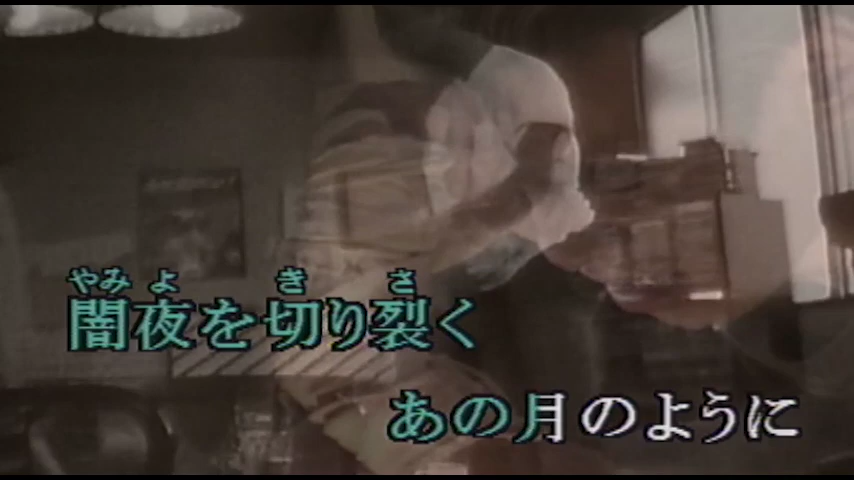 やみよ き さ
闇夜を切り裂く
あの月のように